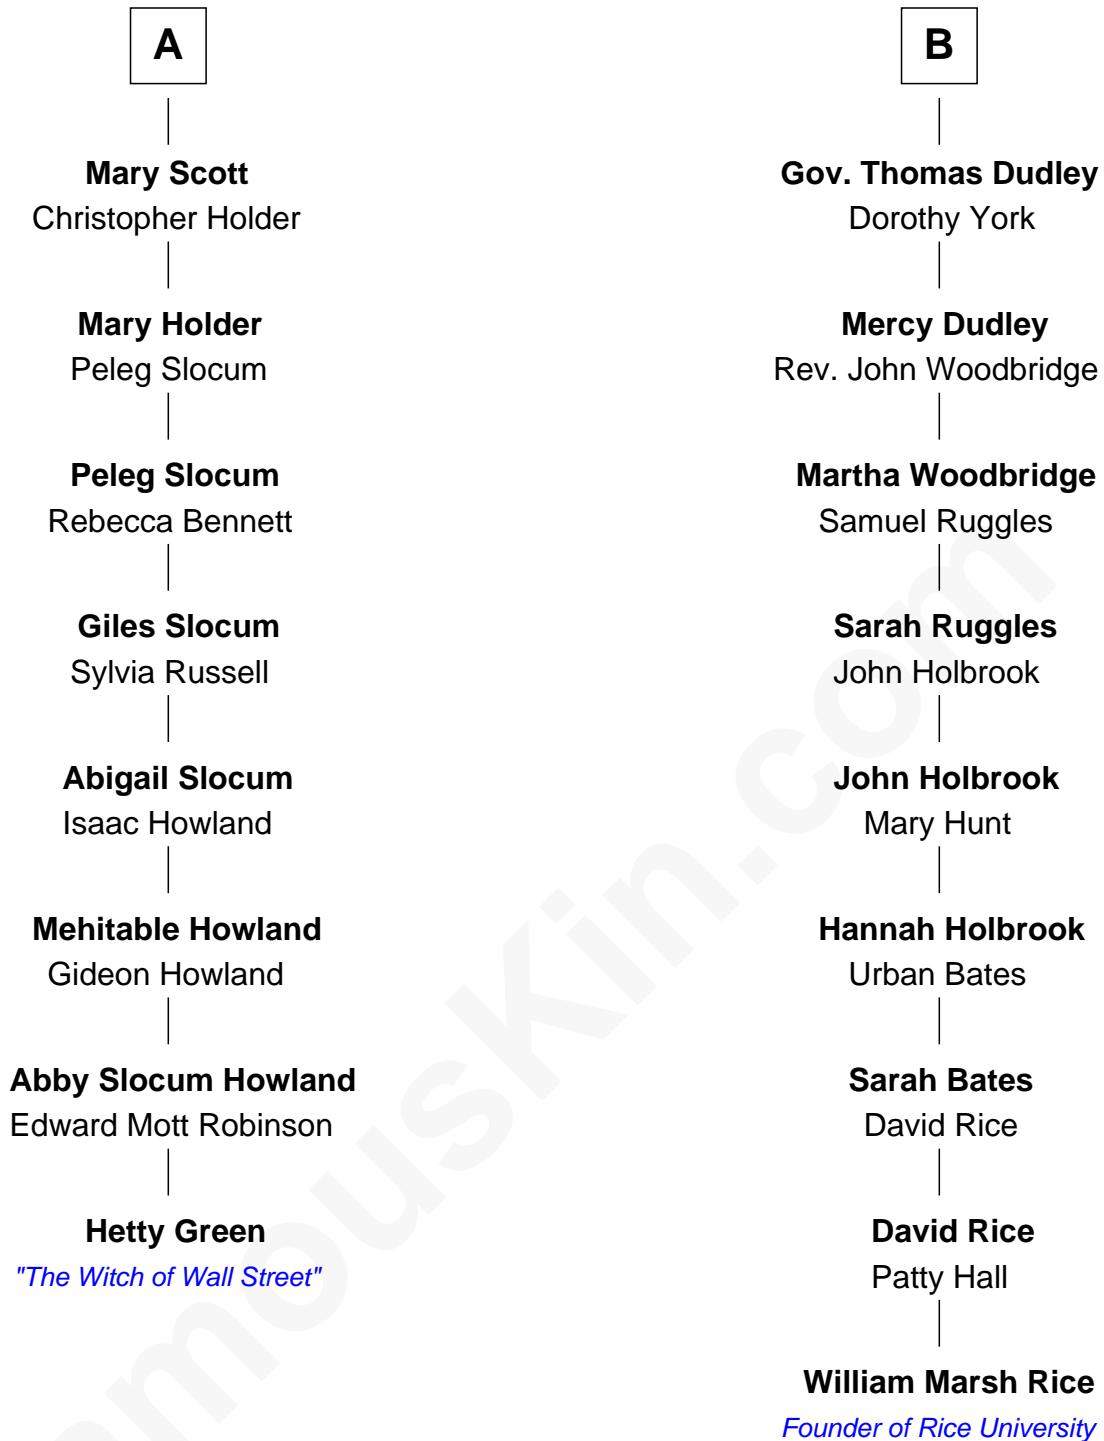 A
Mary Scott
Christopher Holder
Mary Holder
Peleg Slocum
Peleg Slocum
Rebecca Bennett
Giles Slocum
Sylvia Russell
Abigail Slocum
Isaac Howland
Mehitable Howland
Gideon Howland
Abby Slocum Howland
Edward Mott Robinson
Hetty Green
"The Witch of Wall Street"
B
Gov. Thomas Dudley
Dorothy York
Mercy Dudley
Rev. John Woodbridge
Martha Woodbridge
Samuel Ruggles
Sarah Ruggles
John Holbrook
John Holbrook
Mary Hunt
Hannah Holbrook
Urban Bates
Sarah Bates
David Rice
David Rice
Patty Hall
William Marsh Rice
Founder of Rice University
amouskin.com